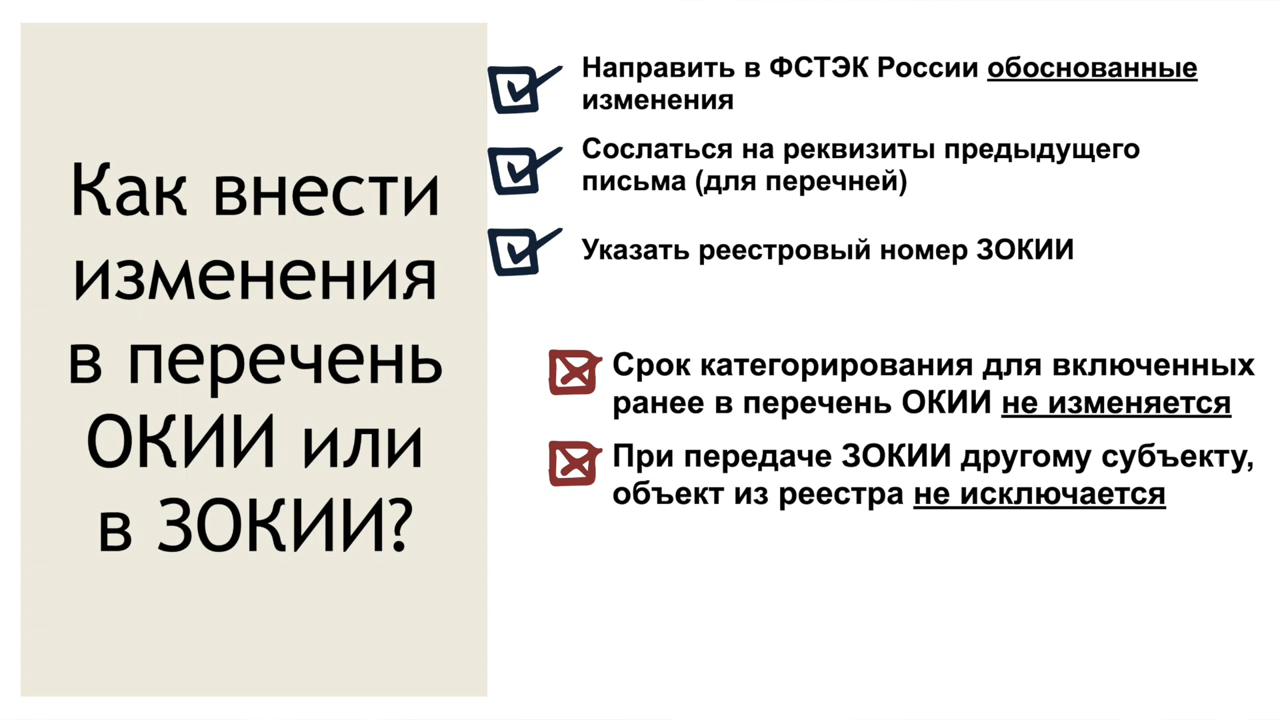 Как внести
изменения
в перечень
ОКИИ или
в ЗОКИИ?
Направить в ФСТЭК России обоснованные
изменения
Сослаться на реквизиты предыдущего
письма (для перечней)
Указать реестровый номер ЗОКИИ
Срок категорирования для включенных
ранее в перечень ОКИИ не изменяется
При передаче ЗОКИИ другому субъекту,
объект из реестра не исключается